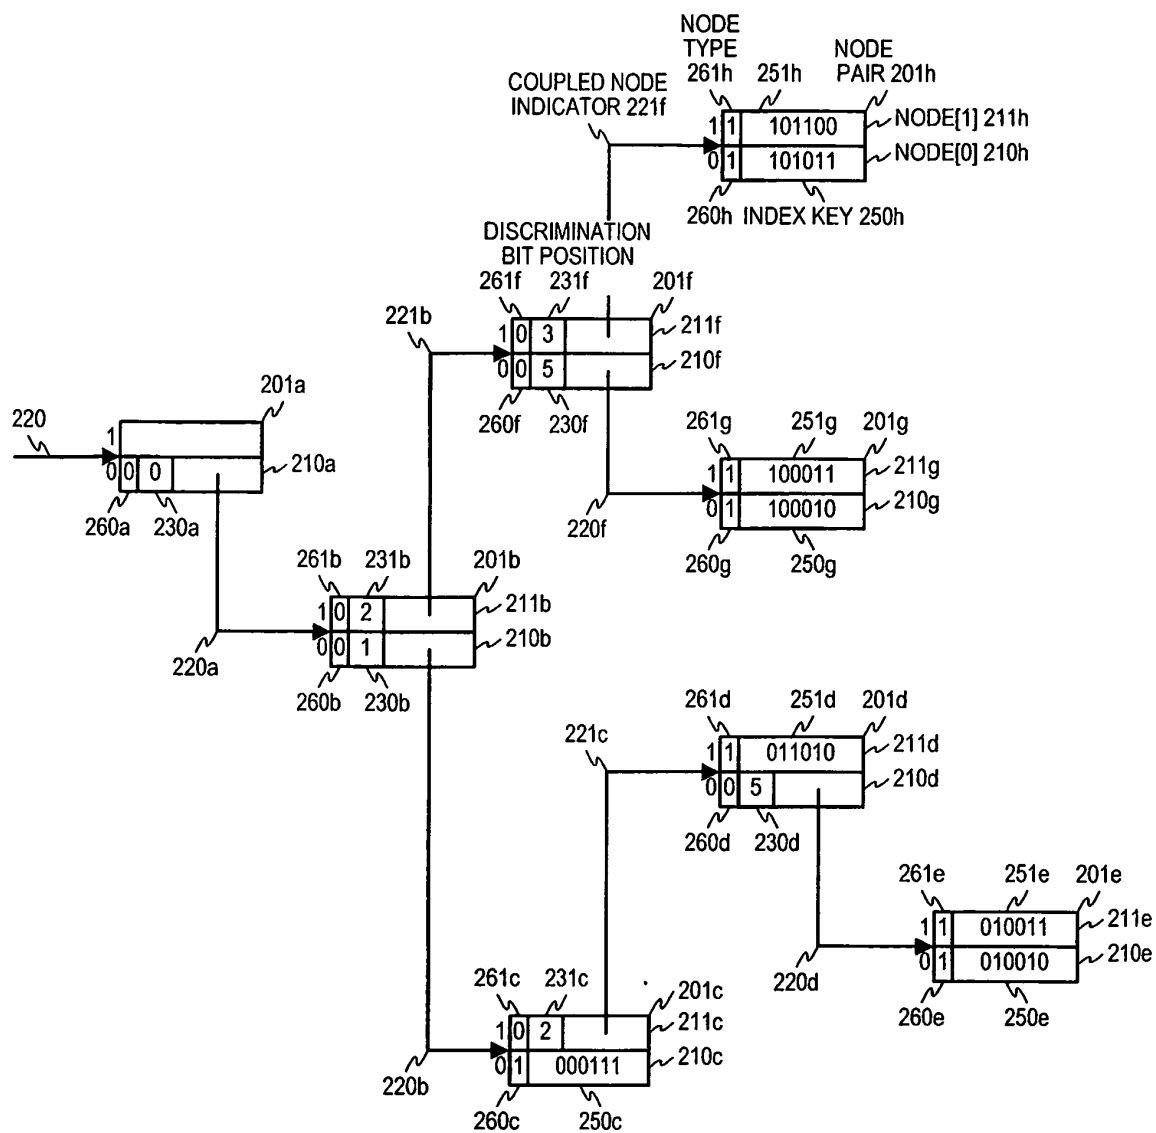 NODE TYPE
NODE PAIR 201h
261h 251h
COUPLED NODE
INDICATOR 221f
1 1 101100 NODE[1] 211h
0 1 101011 NODE[0] 210h
260h INDEX KEY 250h
DISCRIMINATION
BIT POSITION
261f 231f 201f
221b
1 0 3 211f
0 0 5 210f
260f 230f
201a
220
1
0 0 0 210a
260a 230a
261g 251g 201g
1 1 100011 211g
0 1 100010 210g
220f
260g 250g
261b 231b 201b
1 0 2 211b
0 0 1 210b
220a
260b 230b
261d 251d 201d
221c
1 1 011010 211d
0 0 5 210d
260d 230d
261e 251e 201e
1 1 010011 211e
0 1 010010 210e
220d
260e 250e
261c 231c 201c
1 0 2 211c
0 1 000111 210c
220b
260c 250c